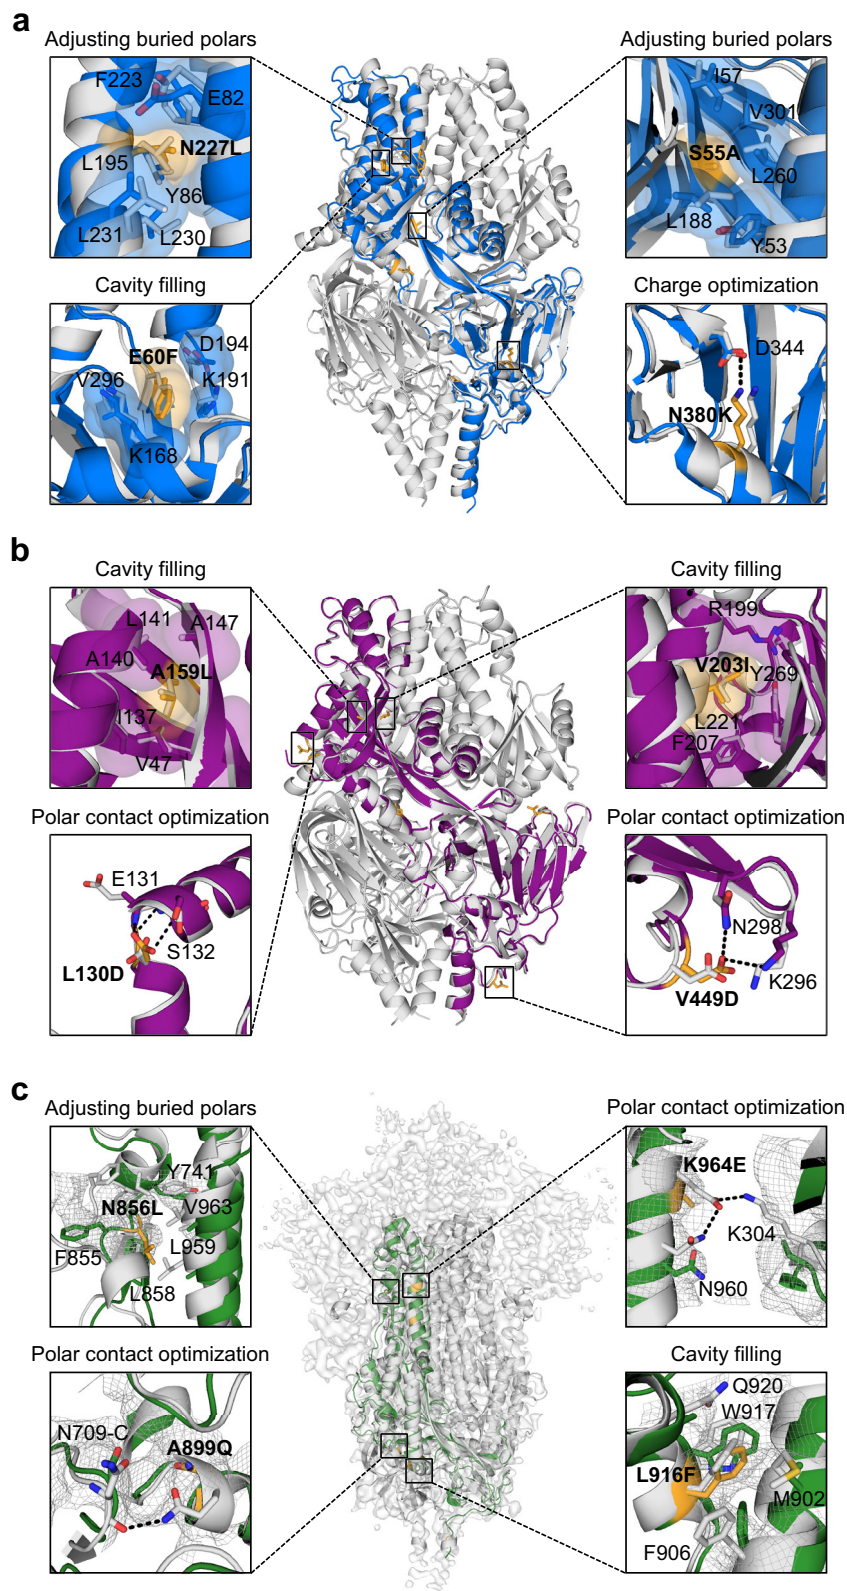 a
Adjusting buried polars
Adjusting buried polars
F223
E82
N227L
L195
Y86
L231
L230
I57
V301
S55A
L260
L188
Y53
Cavity filling
Charge optimization
D194
E60F
V296
K191
K168
D344
N380K
b
Cavity filling
Cavity filling
L141
A147
A140
A159L
I137
V47
R199
V203I
Y269
L221
F207
Polar contact optimization
Polar contact optimization
E131
S132
L130D
N298
K296
V449D
c
Adjusting buried polars
Polar contact optimization
Y741
N856L
V963
F855
L959
L858
K964E
K304
N960
Polar contact optimization
Cavity filling
N709-C
A899Q
Q920
W917
L916F
M902
F906